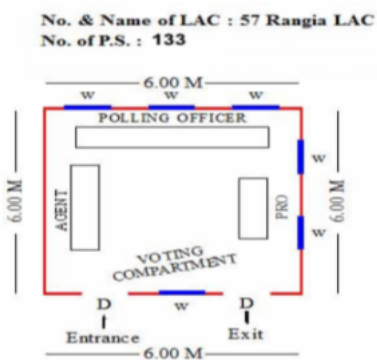 No. & Name of LAC : 57 Rangia LAC
No. of P.S. : 133
6.00 M
W W W
POLLING OFFICER
6.00 M
AGENT
PRO
W
W
6.00 M
VOTING
COMPARTMENT
D W D
Entrance Exit
6.00 M